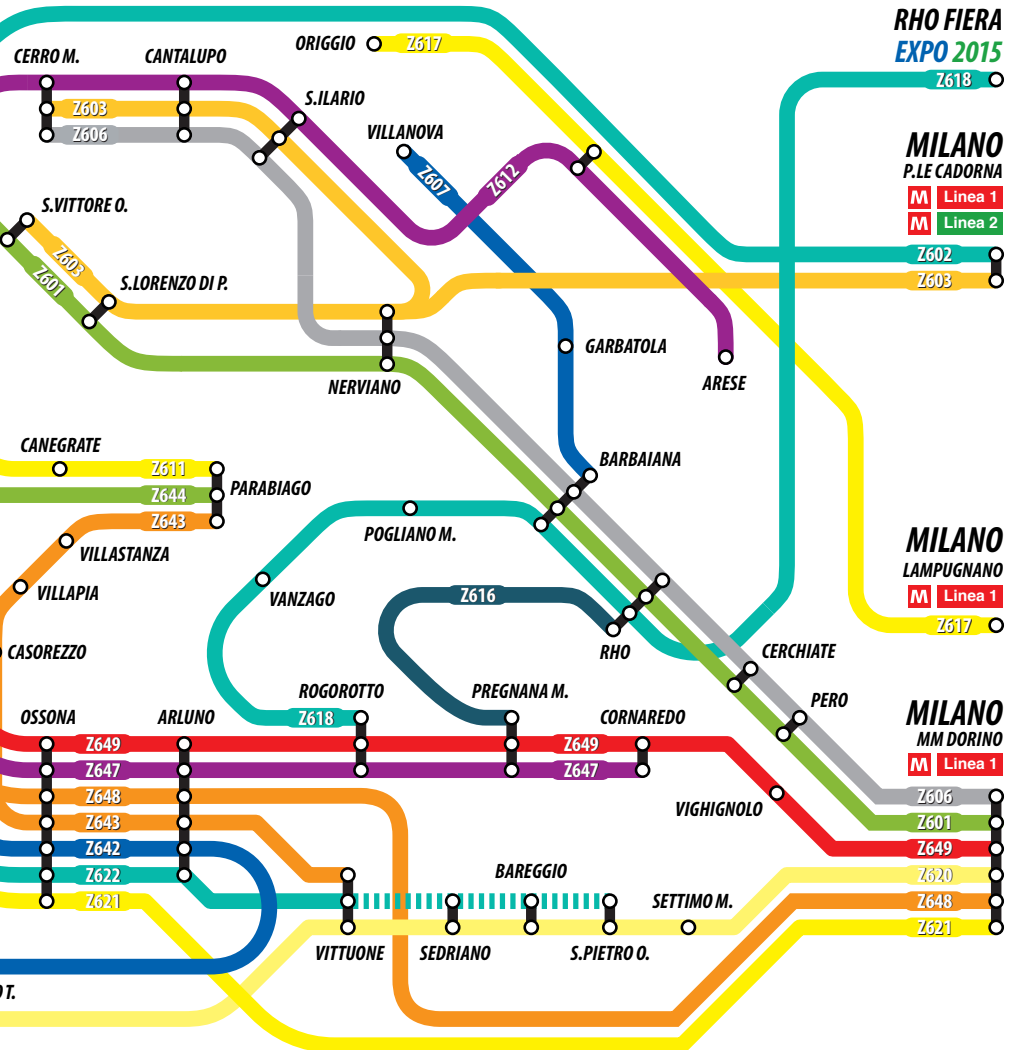 RHO FIERA
EXPO 2015
Z618
ORIGGIO
Z617
CERRO M.
CANTALUPO
Z603
Z606
S.ILARIO
VILLANOVA
Z607
Z612
MILANO
P.LE CADORNA
M Linea 1
M Linea 2
Z602
Z603
S.VITTORE O.
Z603
Z601
S.LORENZO DI P.
NERVIANO
GARBATOLA
ARESE
CANEGRATE
Z611
Z644
Z643
PARABIAGO
BARBAIANA
VILLASTANZA
VILLAPIA
POGLIANO M.
VANZAGO
Z616
RHO
MILANO
LAMPUGNANO
M Linea 1
Z617
CASOREZZO
CERCHIATE
PERO
OSSONA
ARLUNO
ROGOROTTO
PREGNANA M.
CORNAREDO
Z618
Z649
Z649
Z647
Z647
Z648
Z643
Z642
Z622
Z621
MILANO
MM DORINO
M Linea 1
Z606
Z601
Z649
Z620
Z648
Z621
VIGHIGNOLO
BAREGGIO
SETTIMO M.
VITTUONE
SEDRIANO
S.PIETRO O.
O T.